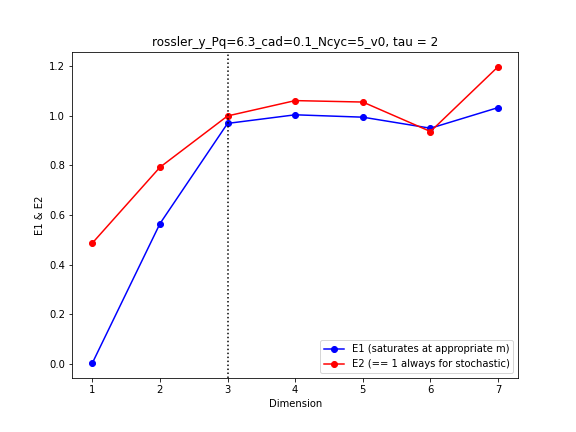 rossler_y_Pq=6.3_cad=0.1_Ncyc=5_v0, tau = 2
1.2
1.0
0.8
0.6
0.4
0.2
0.0
E1 & E2
E1 (saturates at appropriate m)
E2 (== 1 always for stochastic)
1 2 3 4 5 6 7
Dimension